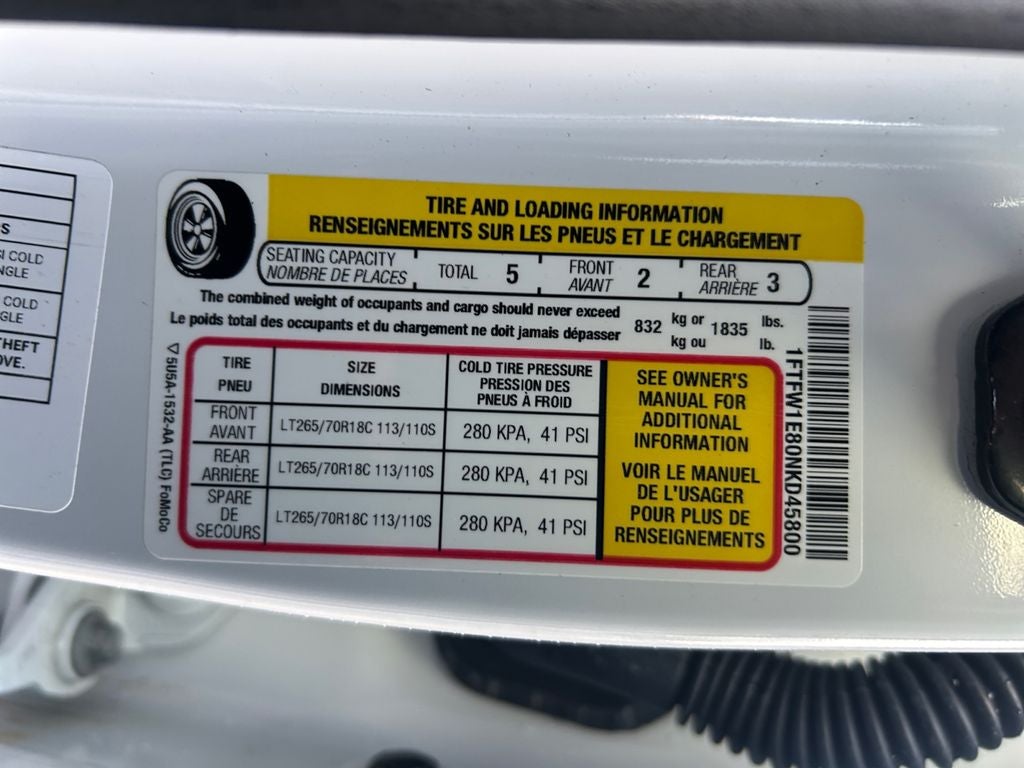 S
SI COLD
NGLE
COLD
GLE
THEFT
OVE.
TIRE AND LOADING INFORMATION
RENSEIGNEMENTS SUR LES PNEUS ET LE CHARGEMENT
SEATING CAPACITY
NOMBRE DE PLACES
TOTAL 5
FRONT
AVANT 2
REAR
ARRIÈRE 3
The combined weight of occupants and cargo should never exceed
Le poids total des occupants et du chargement ne doit jamais dépasser
832 kg or 1835 lbs.
kg ou lb.
TIRE
PNEU
SIZE
DIMENSIONS
COLD TIRE PRESSURE
PRESSION DES
PNEUS À FROID
FRONT
AVANT
LT265/70R18C 113/110S
280 KPA, 41 PSI
REAR
ARRIÈRE
LT265/70R18C 113/110S
280 KPA, 41 PSI
SPARE
DE
SECOURS
LT265/70R18C 113/110S
280 KPA, 41 PSI
SEE OWNER'S
MANUAL FOR
ADDITIONAL
INFORMATION
VOIR LE MANUEL
DE L'USAGER
POUR PLUS DE
RENSEIGNEMENTS
5U5A-1532-AA (TLC) FoMoCo
1FTFW1E80NKD45800